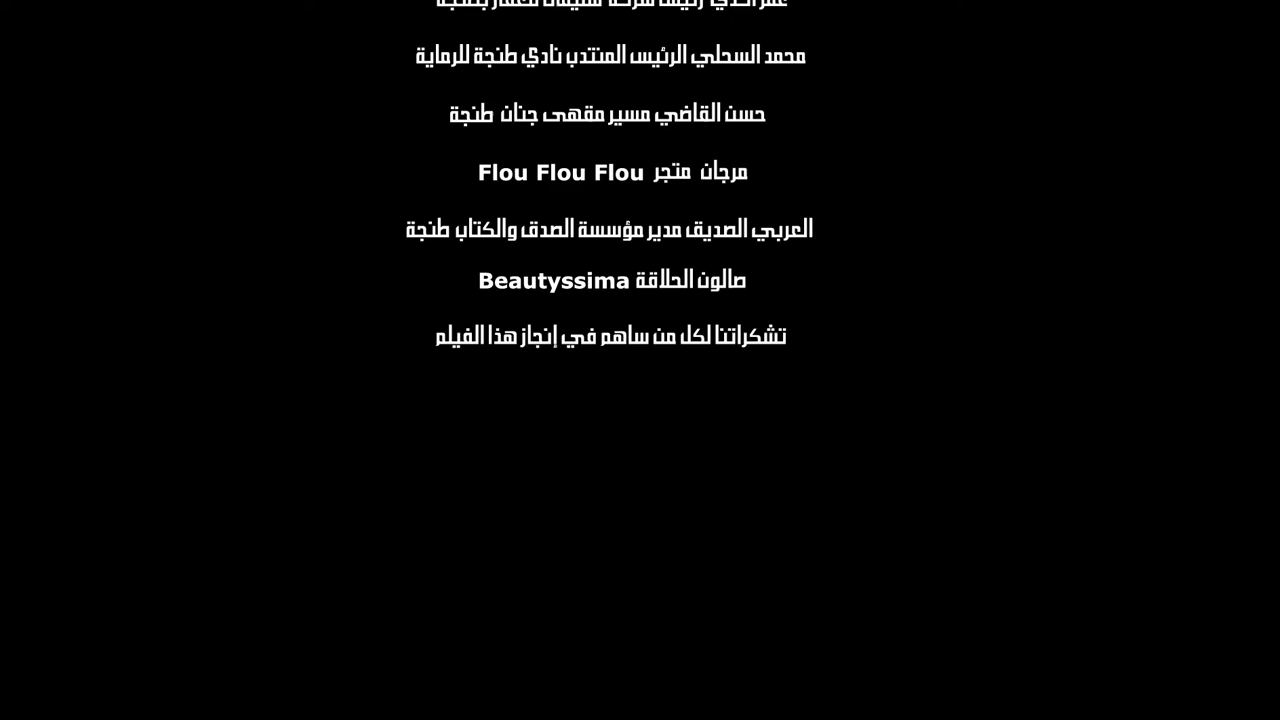 محمد السحلي الرئيس المنتدب نادي طنجة للرماية
حسن القاضي مسير مقهى جنان طنجة
مرجان متجر Flou Flou Flou
العربي الصديق مدير مؤسسة الصدق والكتاب طنجة
صالون الحلاقة Beautyssima
تشكراتنا لكل من ساهم في إنجاز هذا الفيلم